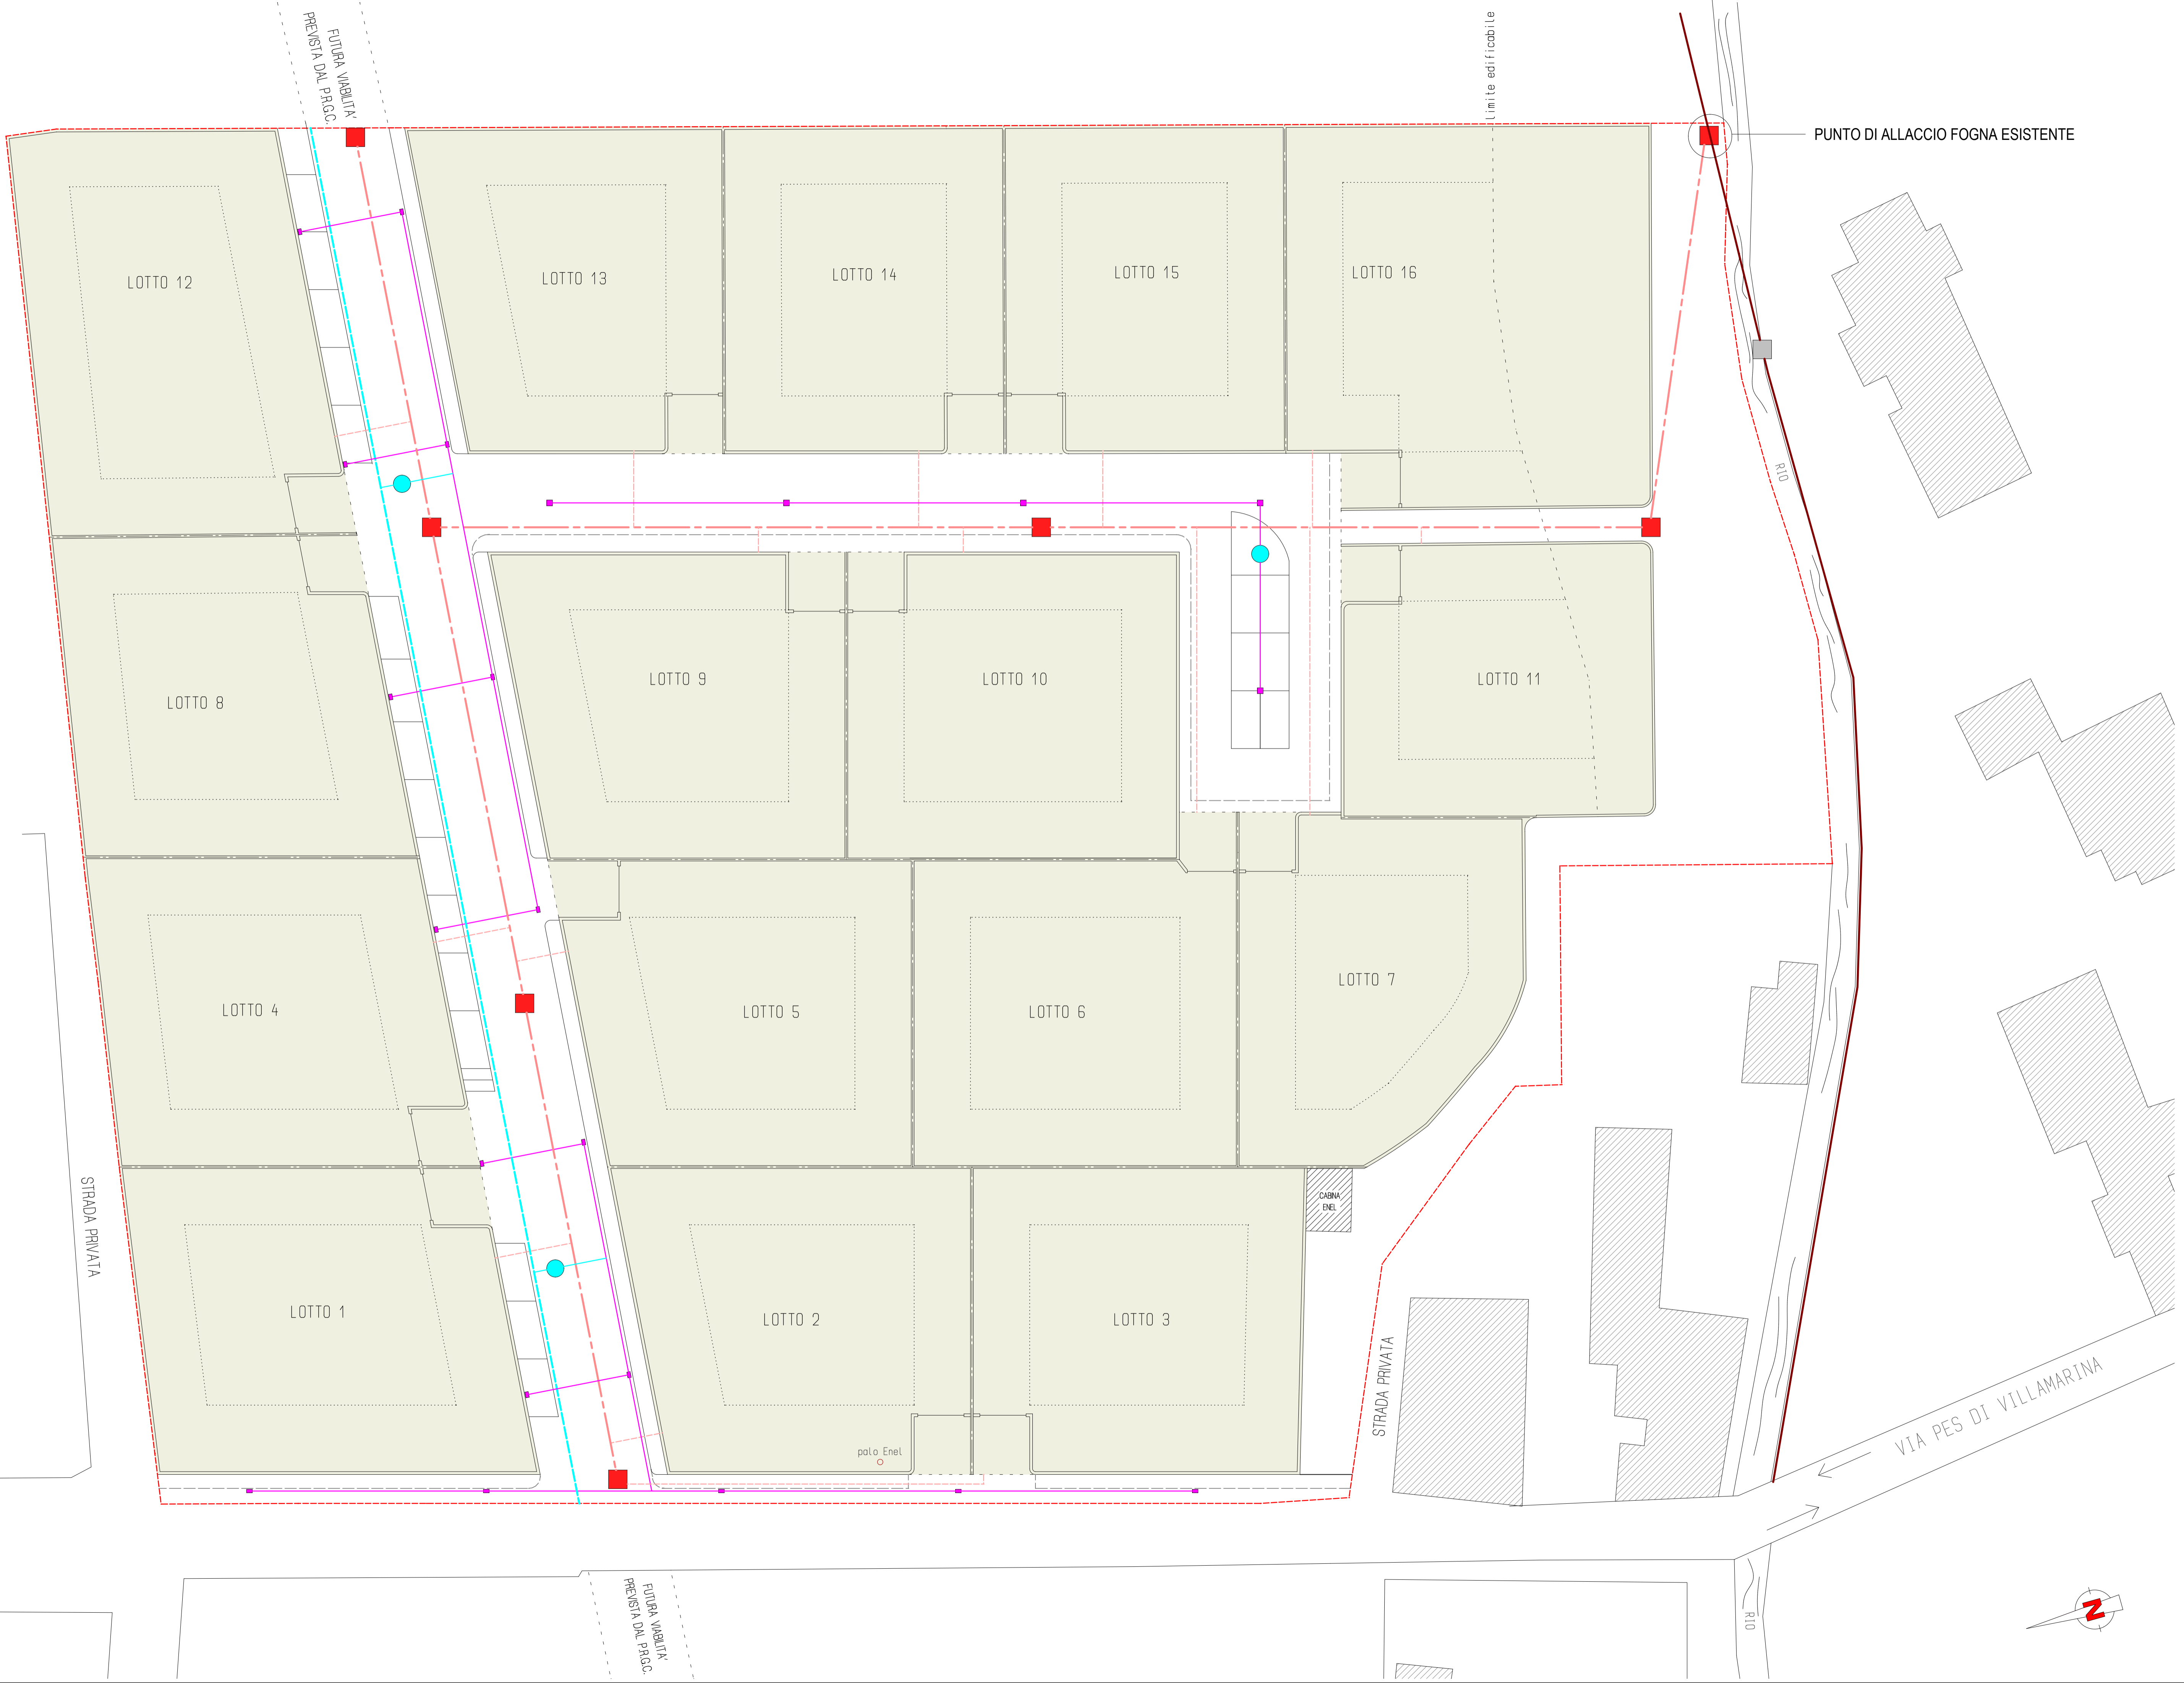 FUTURA VIABILITA'
PREVISTA DAL P.R.G.C.
limite edificabile
PUNTO DI ALLACCIO FOGNA ESISTENTE
LOTTO 12
LOTTO 13
LOTTO 14
LOTTO 15
LOTTO 16
RIO
LOTTO 8
LOTTO 9
LOTTO 10
LOTTO 11
LOTTO 4
LOTTO 5
LOTTO 6
LOTTO 7
STRADA PRIVATA
CABINA
ENEL
LOTTO 1
LOTTO 2
LOTTO 3
STRADA PRIVATA
palo Enel
VIA PES DI VILLAMARINA
FUTURA VIABILITA'
PREVISTA DAL P.R.G.C.
RIO
N